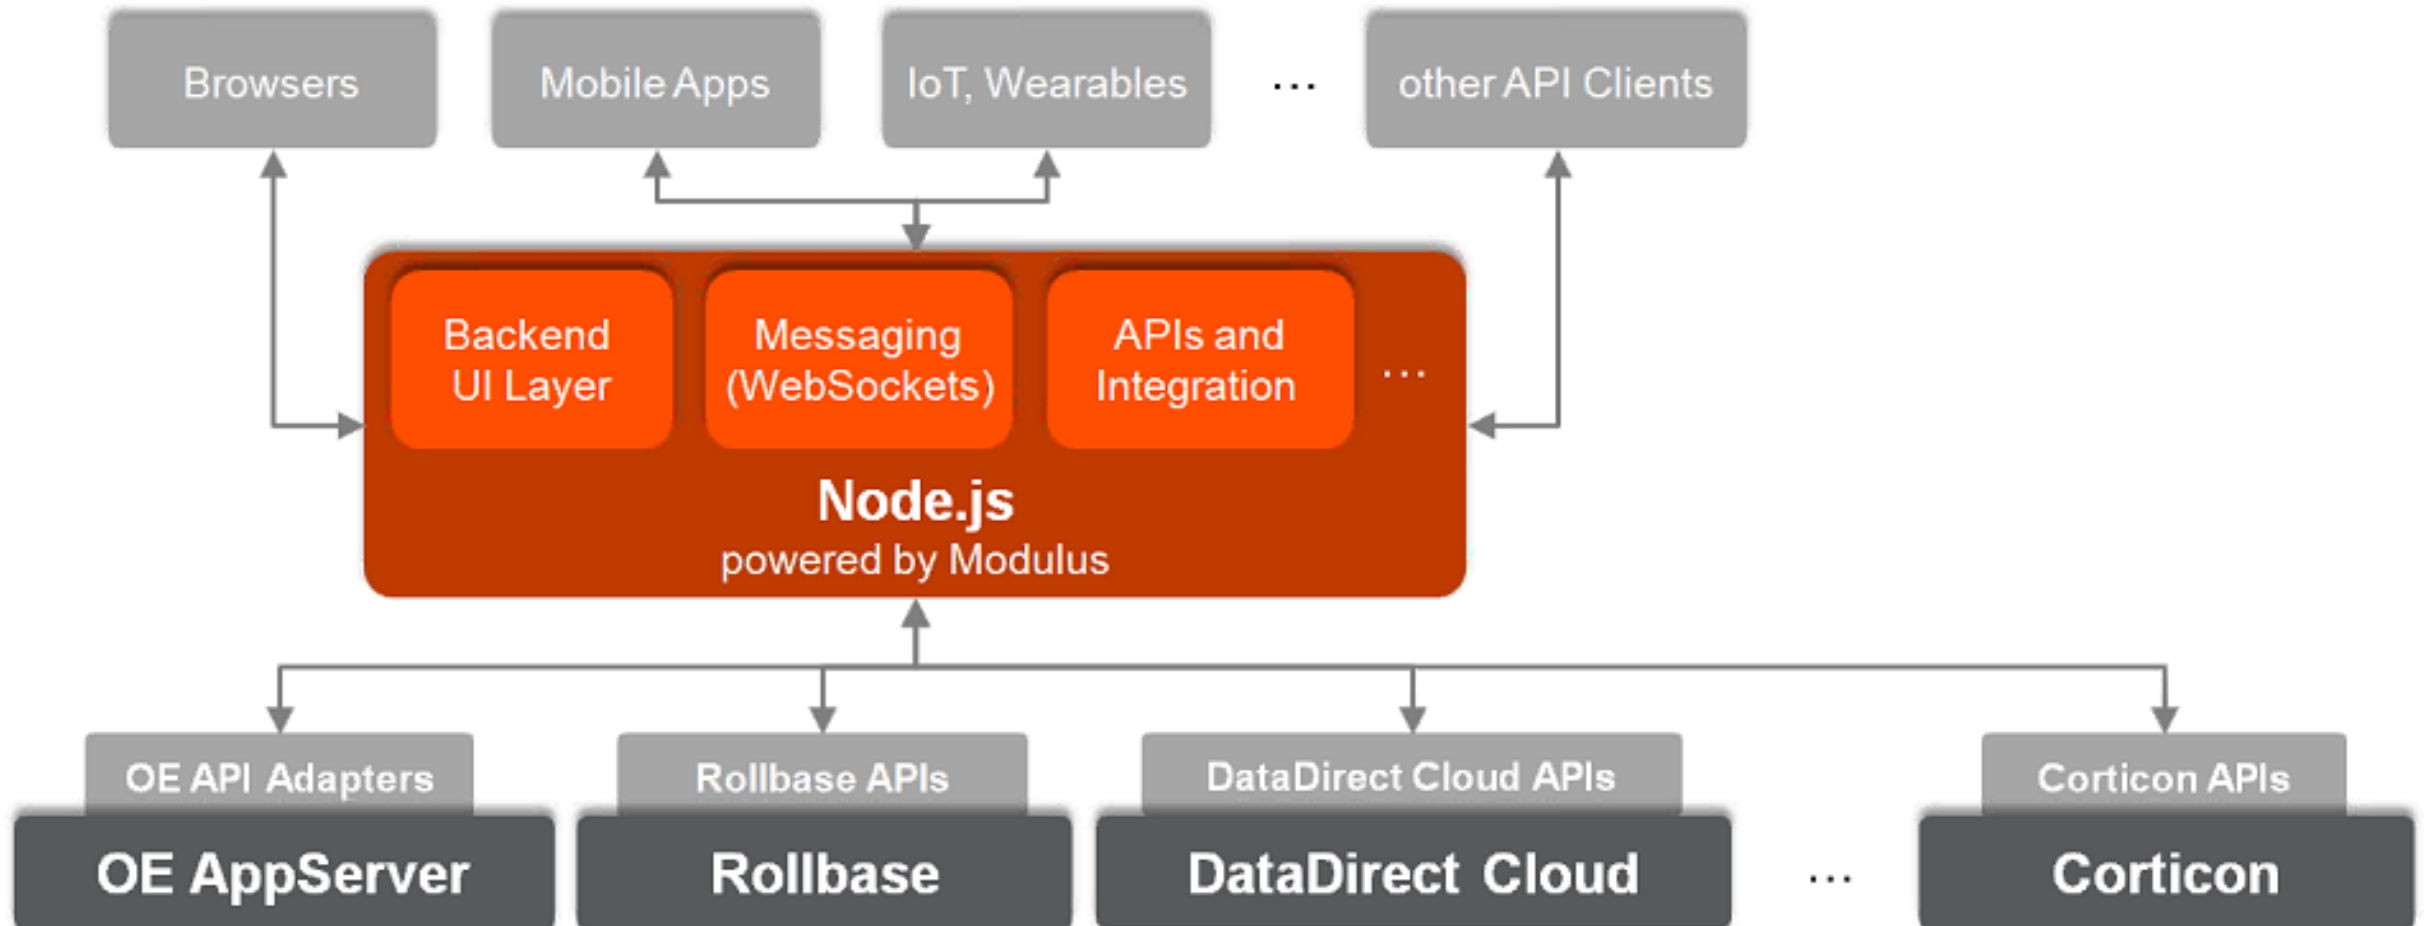 Browsers
Mobile Apps
IoT, Wearables
...
other API Clients
Backend
UI Layer
Messaging
(WebSockets)
APIs and
Integration
...
Node.js
powered by Modulus
OE API Adapters
Rollbase APIs
DataDirect Cloud APIs
Corticon APIs
OE AppServer
Rollbase
DataDirect Cloud
...
Corticon